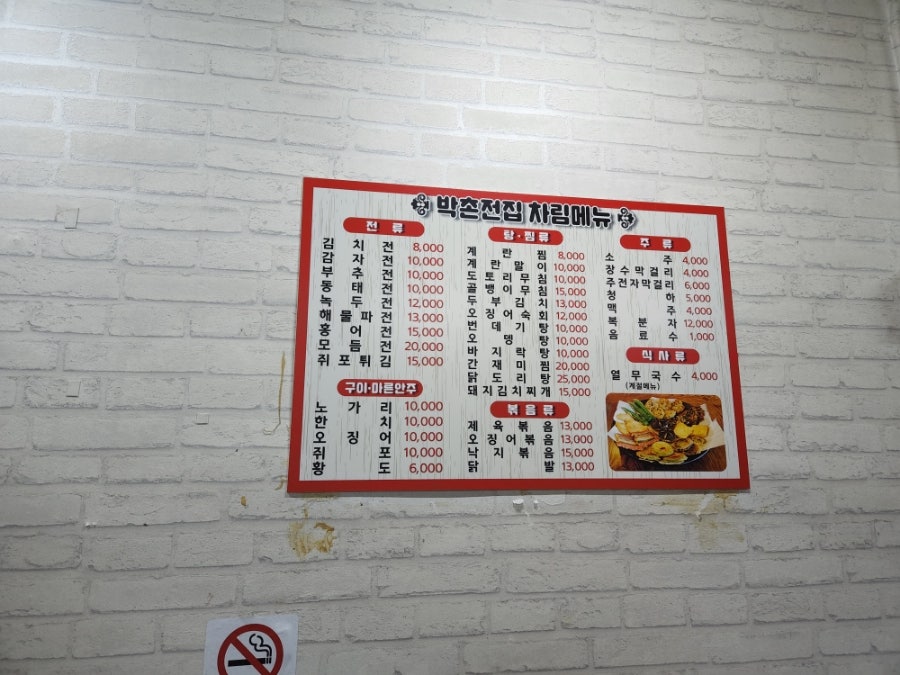 박촌전집 차림메뉴
전 류
김 치 전 8,000
감 자 전 10,000
부 추 전 10,000
동 태 전 10,000
녹 두 전 12,000
해 물 파 전 13,000
홍 어 전 15,000
모 듬 전 20,000
쥐 포 튀 김 15,000
구이·마른안주
노 가 리 10,000
한 치 10,000
오 징 어 10,000
쥐 포 10,000
황 도 6,000
탕·찜류
계 란 찜 8,000
계 란 말 이 10,000
도 토 리 무 침 10,000
골 뱅 이 무 침 15,000
두 부 김 치 13,000
오 징 어 숙 회 12,000
번 데 기 탕 10,000
오 뎅 탕 10,000
바 지 락 탕 10,000
간 재 미 찜 20,000
닭 도 리 탕 25,000
돼 지 김 치 찌 개 15,000
볶음류
제 육 볶 음 13,000
오 징 어 볶 음 13,000
낙 지 볶 음 15,000
닭 발 13,000
주 류
소 주 4,000
장 수 막 걸 리 4,000
주 전 자 막 걸 리 6,000
청 하 5,000
맥 주 4,000
복 분 자 12,000
음 료 수 1,000
식 사 류
열 무 국 수 4,000
(계절메뉴)